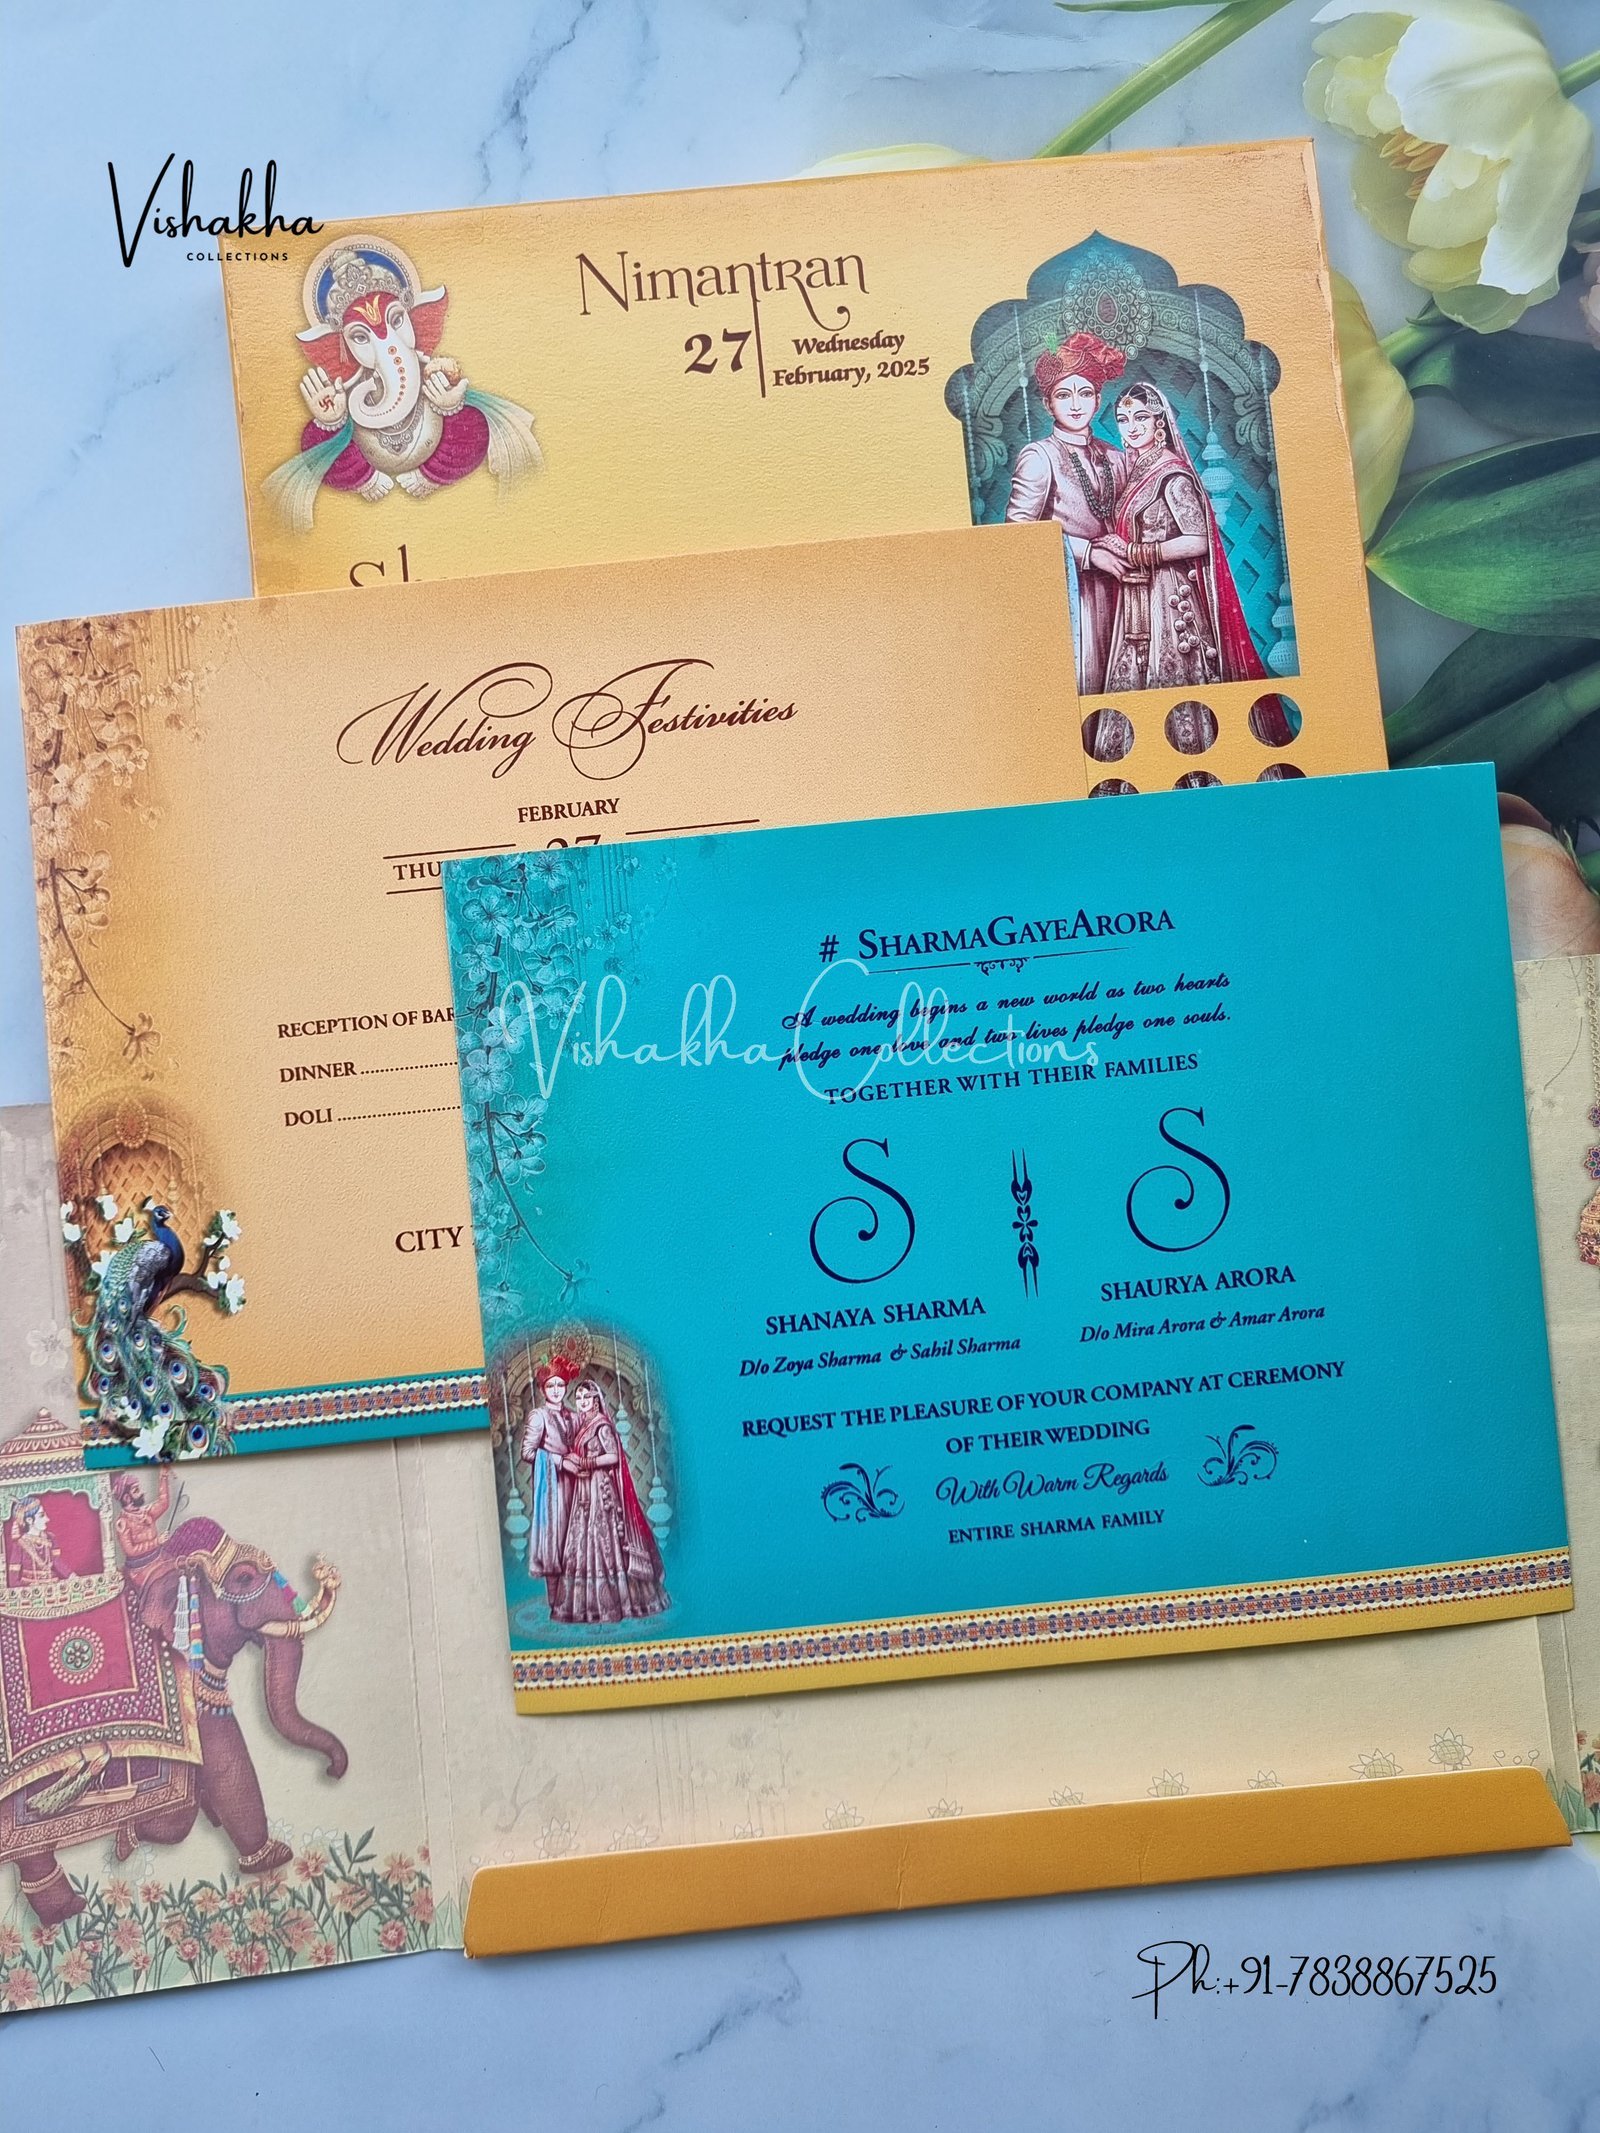 Vishakha
COLLECTIONS
Nimantran
27
Wednesday
February, 2025
Wedding Festivities
FEBRUARY
27
RECEPTION OF
DINNER
DOLI
CITY
# SHARMAGAYEARORA
A wedding begins a new world as two hearts
pledge one love and two lives pledge one souls.
TOGETHER WITH THEIR FAMILIES
Vishakha Collections
S S
SHANAYA SHARMA
D/o Zoya Sharma & Sahil Sharma
SHAURYA ARORA
D/o Mira Arora & Amar Arora
REQUEST THE PLEASURE OF YOUR COMPANY AT CEREMONY
OF THEIR WEDDING
With Warm Regards
ENTIRE SHARMA FAMILY
Ph:+91-7838867525